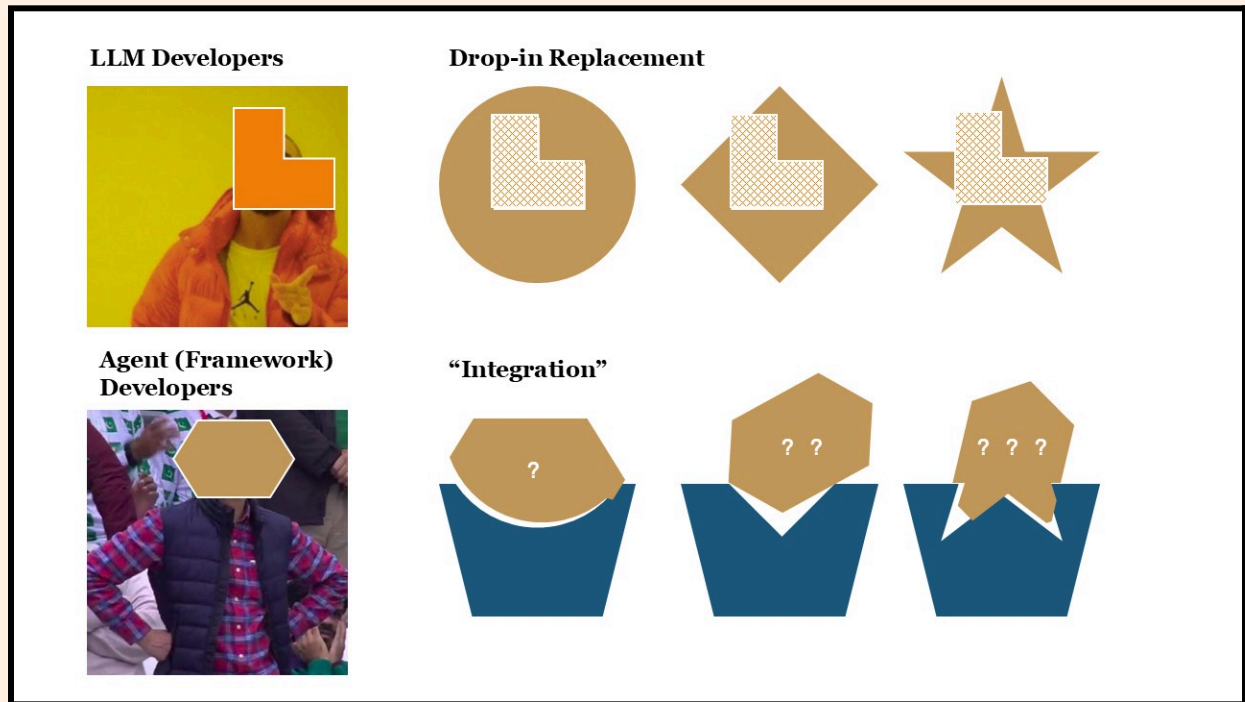 LLM Developers
Drop-in Replacement
Agent (Framework)
Developers
“Integration”
?
? ?
? ? ?